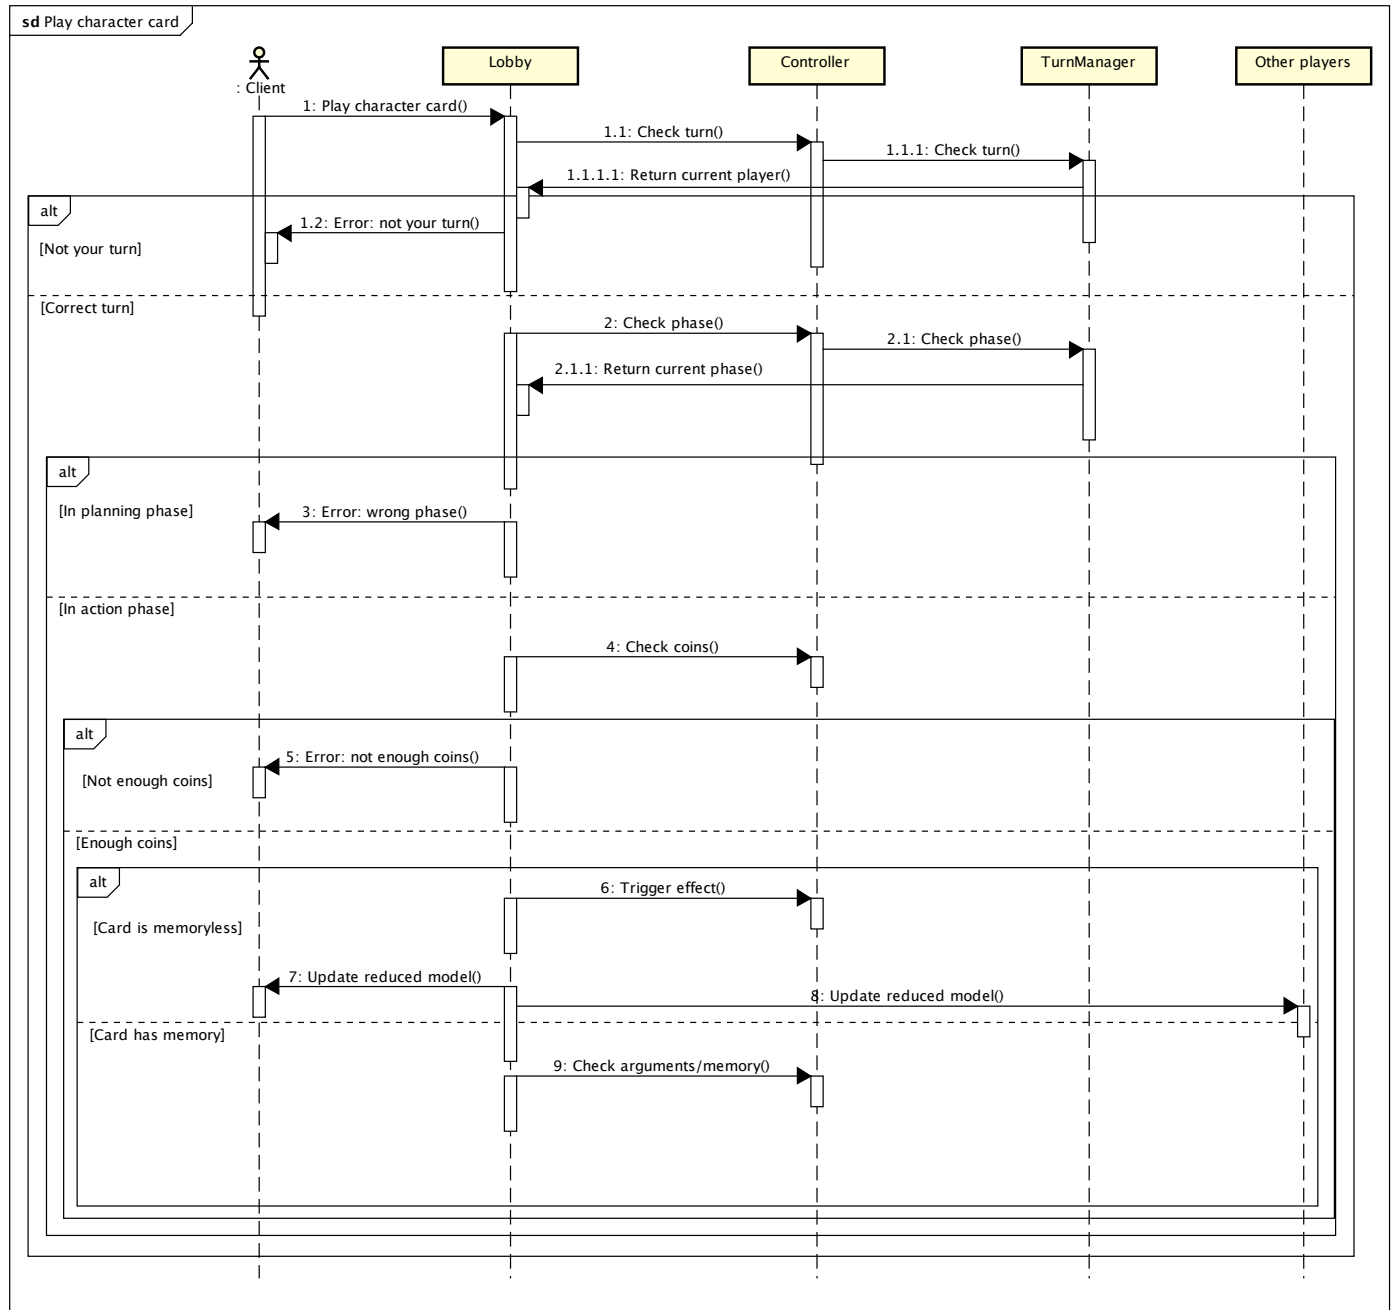 sd Play character card
Lobby
Controller
TurnManager
Other players
: Client
1: Play character card()
1.1: Check turn()
1.1.1: Check turn()
1.1.1.1: Return current player()
alt
1.2: Error: not your turn()
[Not your turn]
[Correct turn]
2: Check phase()
2.1: Check phase()
2.1.1: Return current phase()
alt
[In planning phase]
3: Error: wrong phase()
[In action phase]
4: Check coins()
alt
5: Error: not enough coins()
[Not enough coins]
[Enough coins]
alt
6: Trigger effect()
[Card is memoryless]
7: Update reduced model()
8: Update reduced model()
[Card has memory]
9: Check arguments/memory()